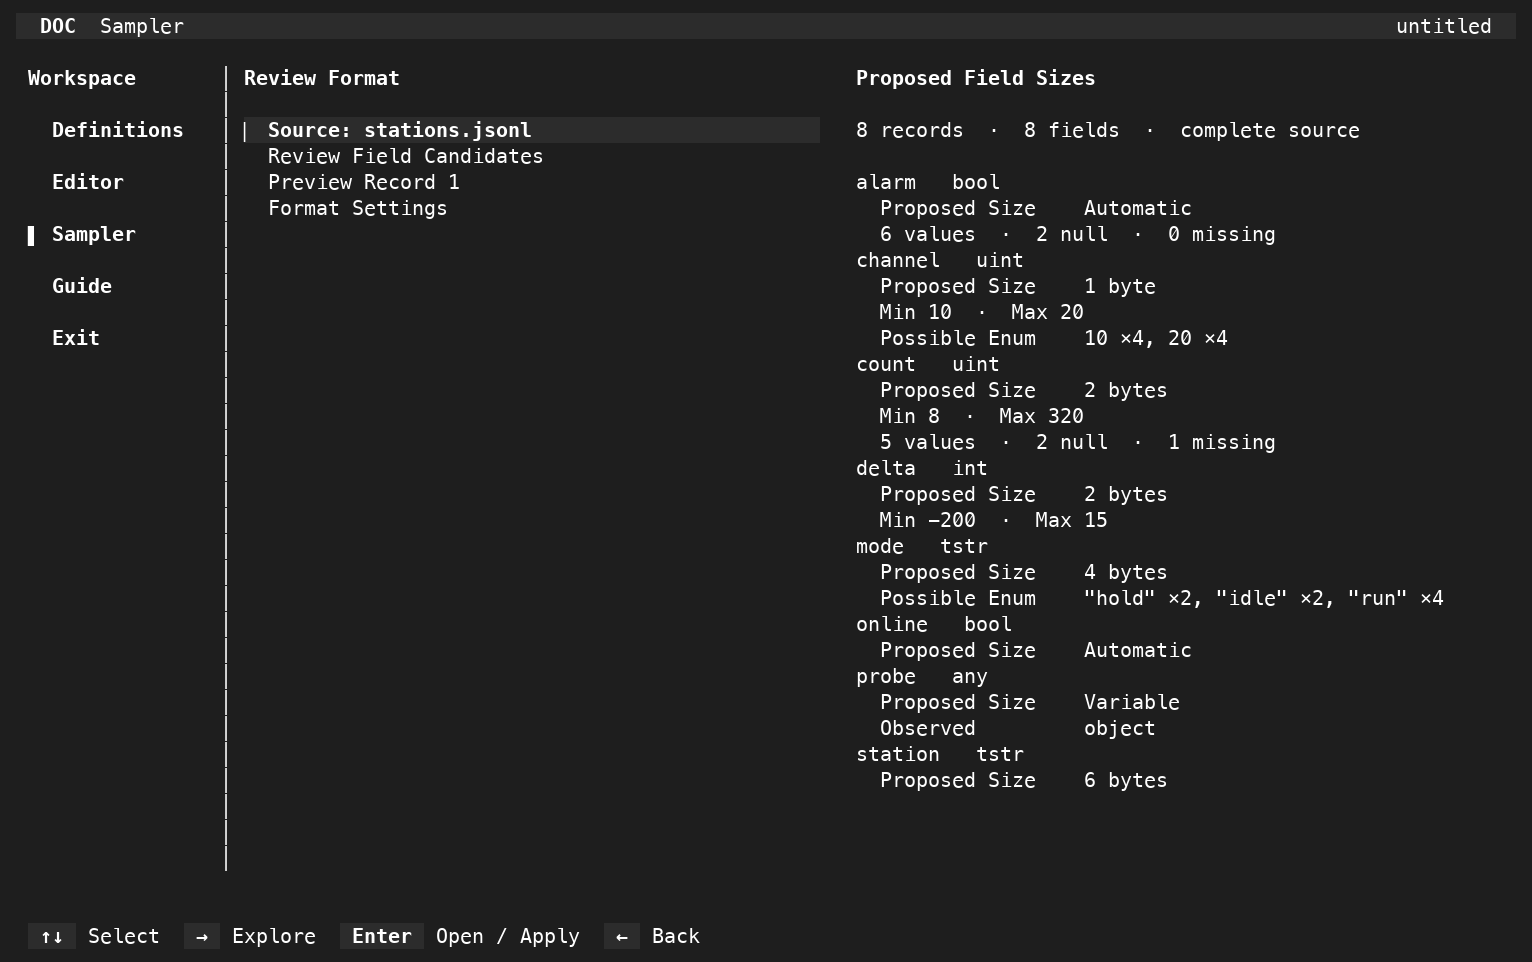 DOC  Sampler  untitled
Workspace
Definitions
Editor
Sampler
Guide
Exit
Review Format
Source: stations.jsonl
Review Field Candidates
Preview Record 1
Format Settings
Proposed Field Sizes
8 records  ·  8 fields  ·  complete source
alarm   bool
Proposed Size    Automatic
6 values  ·  2 null  ·  0 missing
channel   uint
Proposed Size    1 byte
Min 10  ·  Max 20
Possible Enum    10 ×4, 20 ×4
count   uint
Proposed Size    2 bytes
Min 8  ·  Max 320
5 values  ·  2 null  ·  1 missing
delta   int
Proposed Size    2 bytes
Min −200  ·  Max 15
mode   tstr
Proposed Size    4 bytes
Possible Enum    "hold" ×2, "idle" ×2, "run" ×4
online   bool
Proposed Size    Automatic
probe   any
Proposed Size    Variable
Observed         object
station   tstr
Proposed Size    6 bytes
↑↓ Select  → Explore  Enter Open / Apply  ← Back